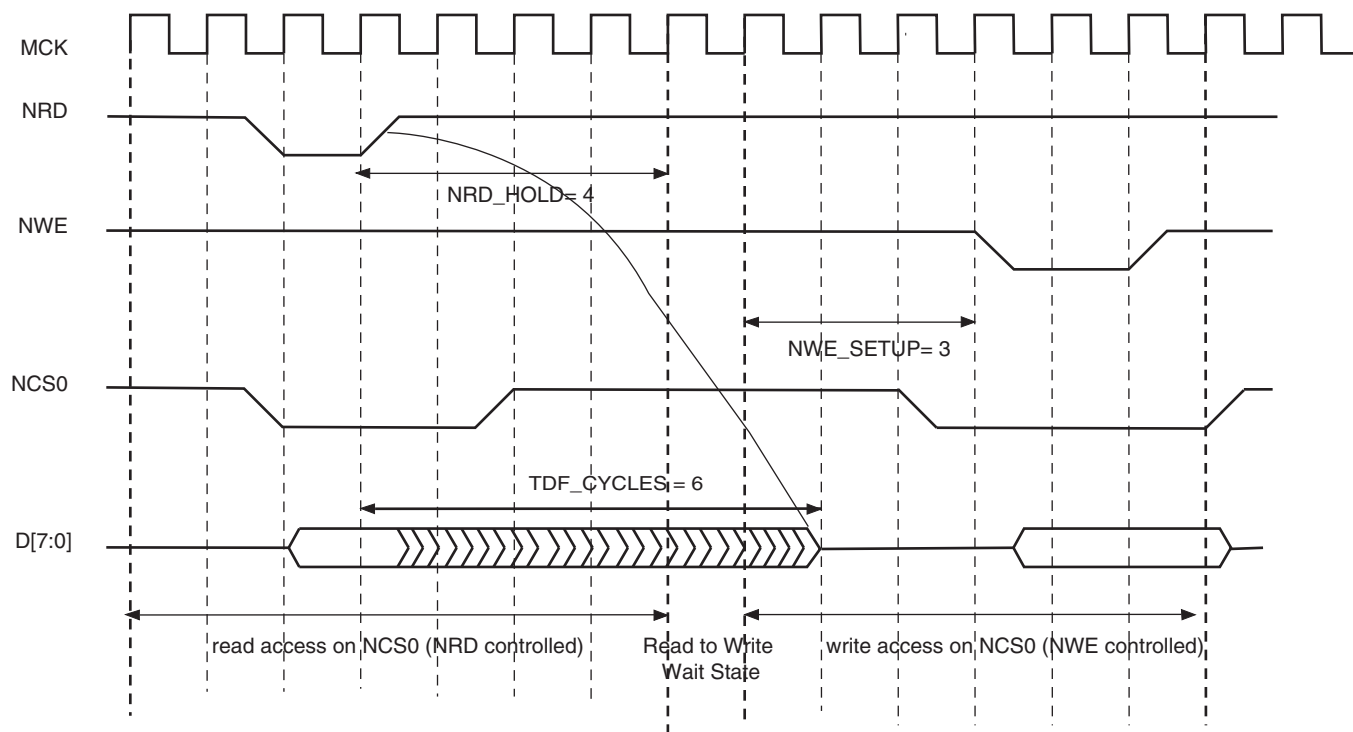 MCK
NRD
NRD_HOLD= 4
NWE
NWE_SETUP= 3
NCS0
TDF_CYCLES = 6
D[7:0]
read access on NCS0 (NRD controlled)
Read to Write
Wait State
write access on NCS0 (NWE controlled)